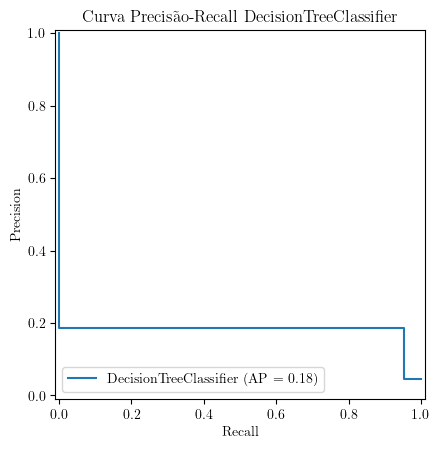 Curva Precisão-Recall DecisionTreeClassifier
1.0
0.8
0.6
0.4
0.2
0.0
Precision
DecisionTreeClassifier (AP = 0.18)
0.0 0.2 0.4 0.6 0.8 1.0
Recall